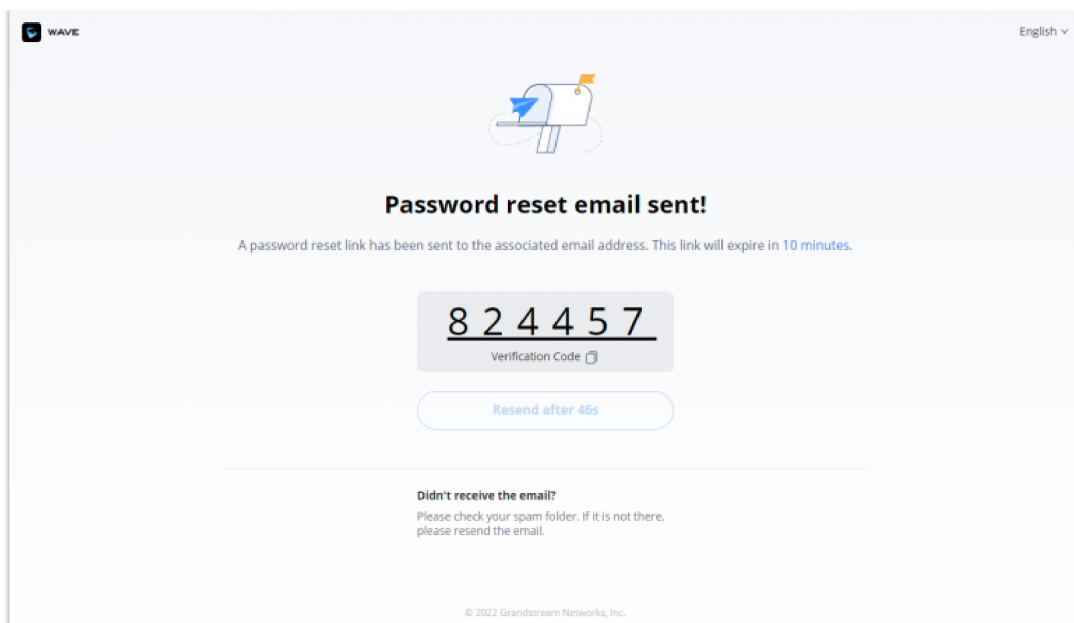 WAVE
English
Password reset email sent!
A password reset link has been sent to the associated email address. This link will expire in 10 minutes.
824457
Verification Code
Resend after 46s
Didn't receive the email?
Please check your spam folder. If it is not there,
please resend the email.
© 2022 Grandstream Networks, Inc.